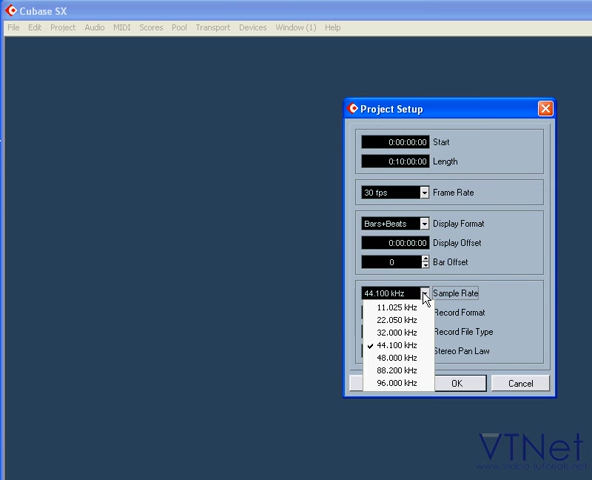 Cubase SX
File Edit Project Audio MIDI Scores Pool Transport Devices Window (1) Help
Project Setup
0:00:00:00 Start
0:10:00:00 Length
30 fps Frame Rate
Bars+Beats Display Format
0:00:00:00 Display Offset
0 Bar Offset
44.100 kHz Sample Rate
11.025 kHz
22.050 kHz Record Format
32.000 kHz Record File Type
44.100 kHz
48.000 kHz Stereo Pan Law
88.200 kHz
96.000 kHz OK Cancel
VTNet